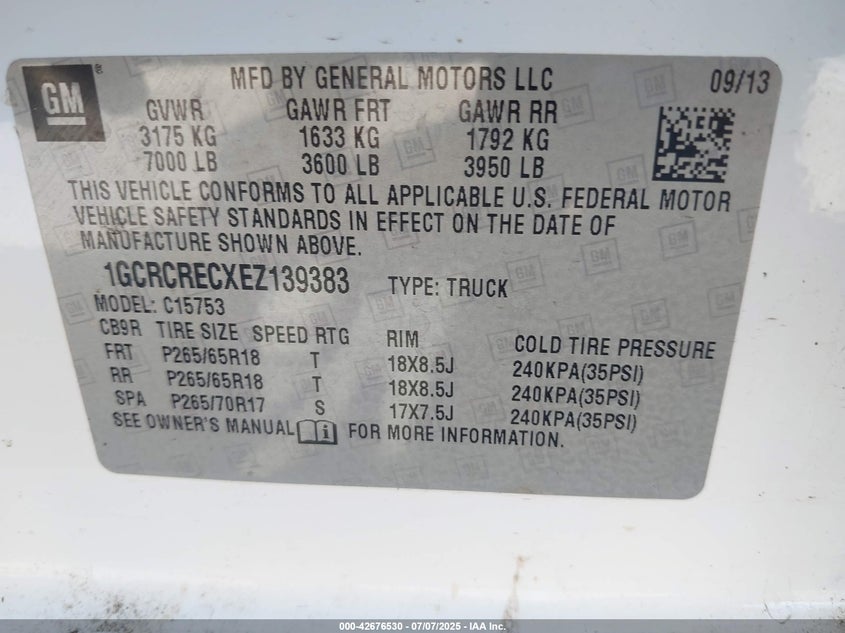 GM ® MFD BY GENERAL MOTORS LLC 09/13
GVWR GAWR FRT GAWR RR
3175 KG 1633 KG 1792 KG
7000 LB 3600 LB 3950 LB
THIS VEHICLE CONFORMS TO ALL APPLICABLE U.S. FEDERAL MOTOR
VEHICLE SAFETY STANDARDS IN EFFECT ON THE DATE OF
MANUFACTURE SHOWN ABOVE.
1GCRCRECXEZ139383 TYPE: TRUCK
MODEL: C15753
CB9R TIRE SIZE SPEED RTG RIM COLD TIRE PRESSURE
FRT P265/65R18 T 18X8.5J 240KPA(35PSI)
RR P265/65R18 T 18X8.5J 240KPA(35PSI)
SPA P265/70R17 S 17X7.5J 240KPA(35PSI)
SEE OWNER'S MANUAL FOR MORE INFORMATION.
000-42676530 - 07/07/2025 - IAA Inc.